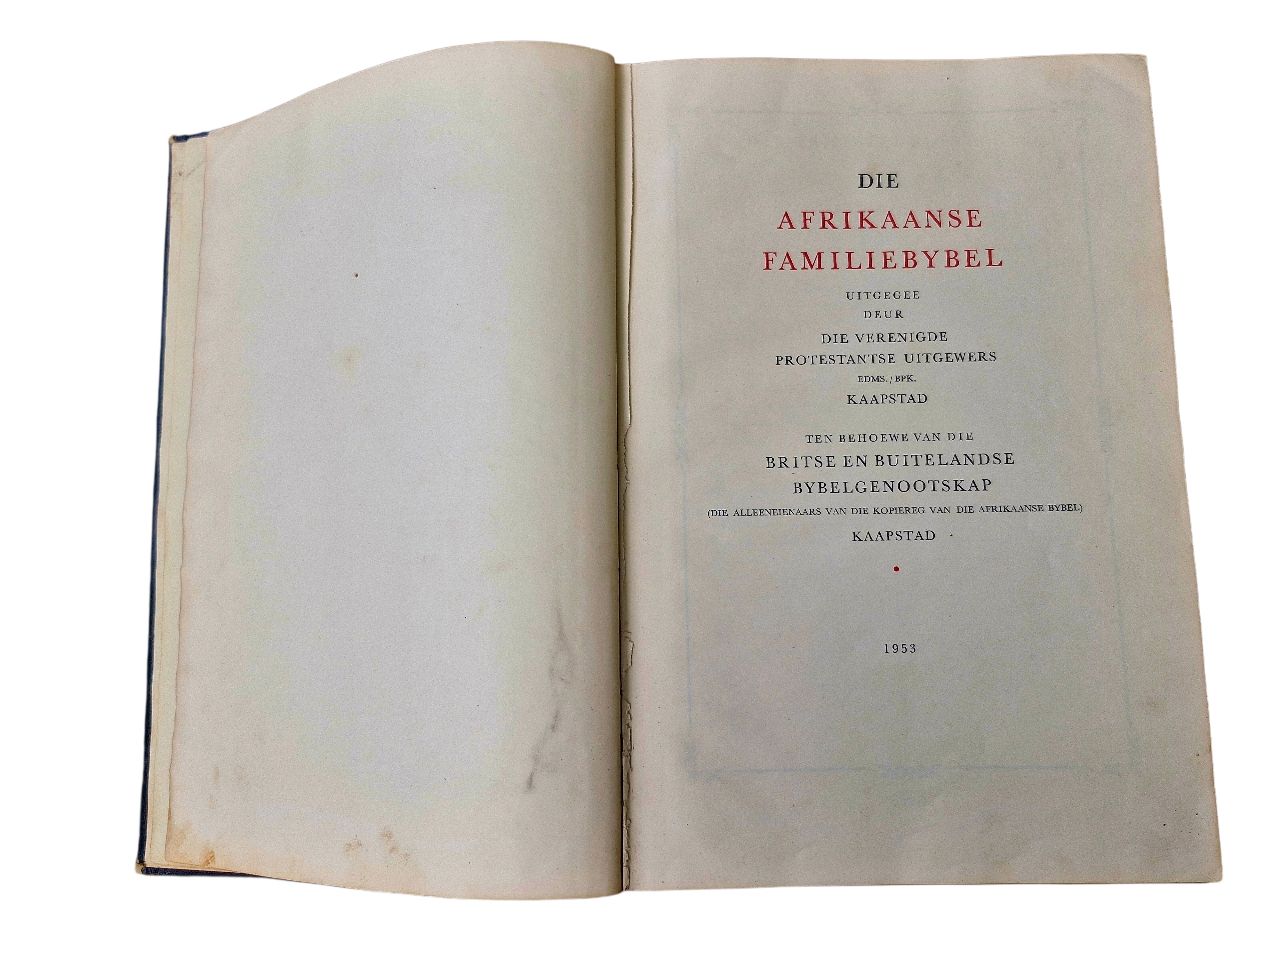 DIE
AFRIKAANSE
FAMILIEBYBEL
UITGEGEE
DEUR
DIE VERENIGDE
PROTESTANTSE UITGEWERS
EDMS. / BPK.
KAAPSTAD
TEN BEHOEWE VAN DIE
BRITSE EN BUITELANDSE
BYBELGENOOTSKAP
(DIE ALLEENEIENAARS VAN DIE KOPIEREG VAN DIE AFRIKAANSE BYBEL)
KAAPSTAD
1953